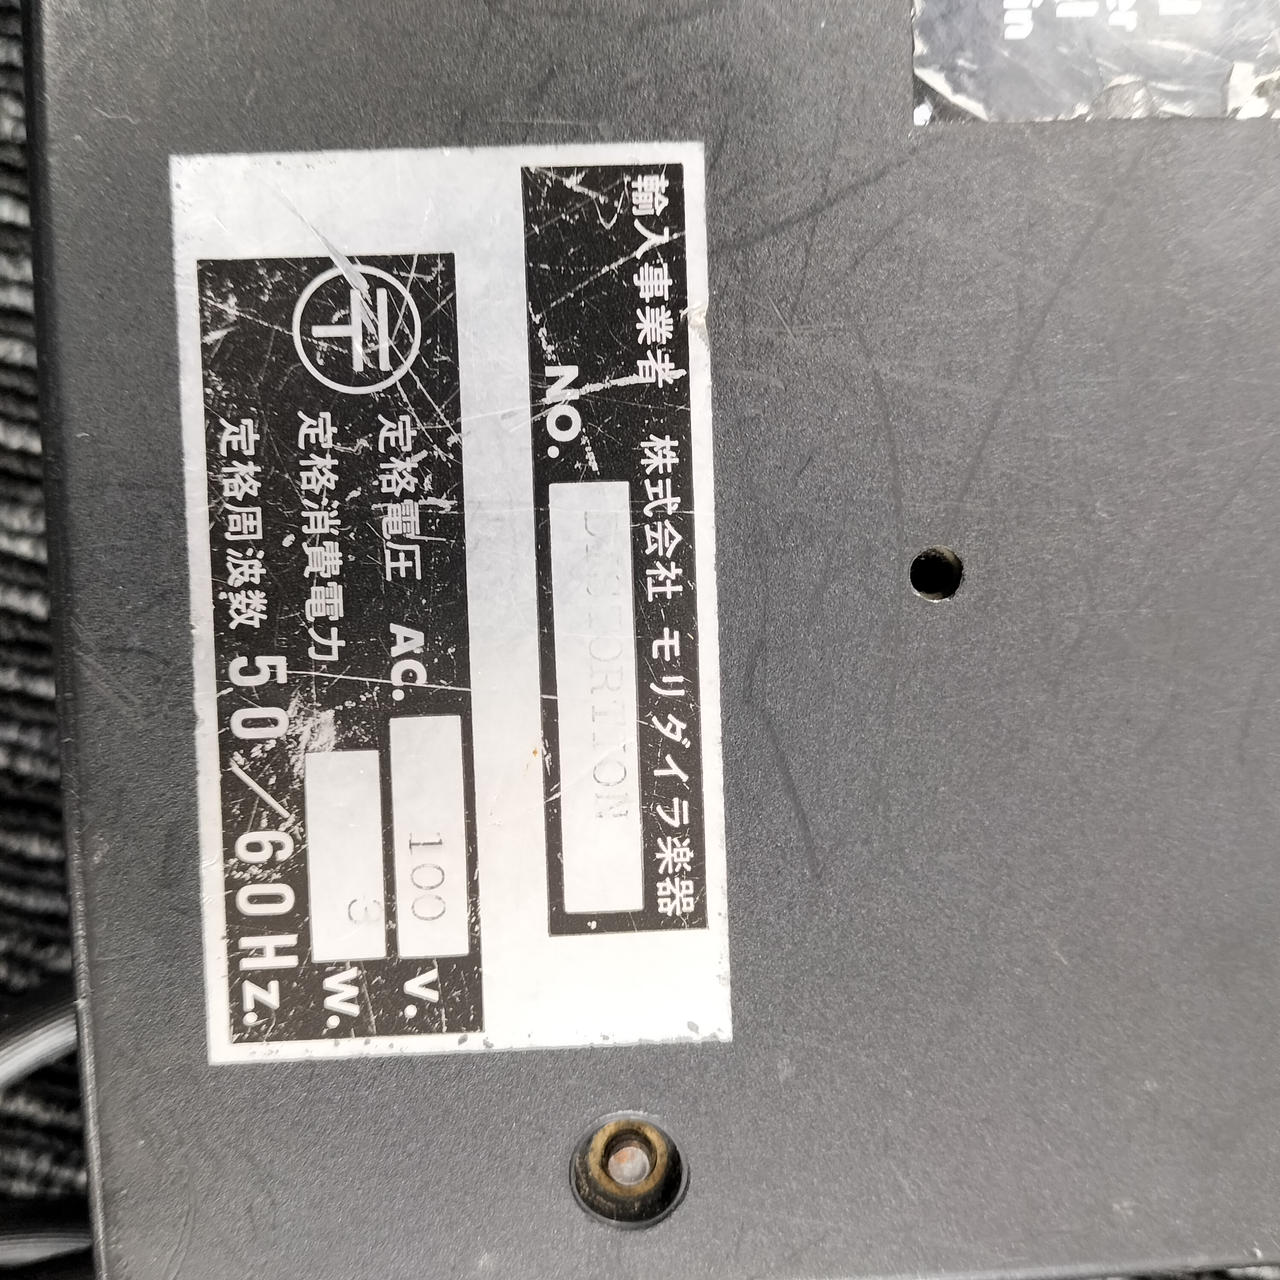 輸入事業者 株式会社 モリダイラ楽器
NO. DISTORTION
定格電圧 AC. 100 V.
定格消費電力 3 W.
定格周波数 50/60Hz.